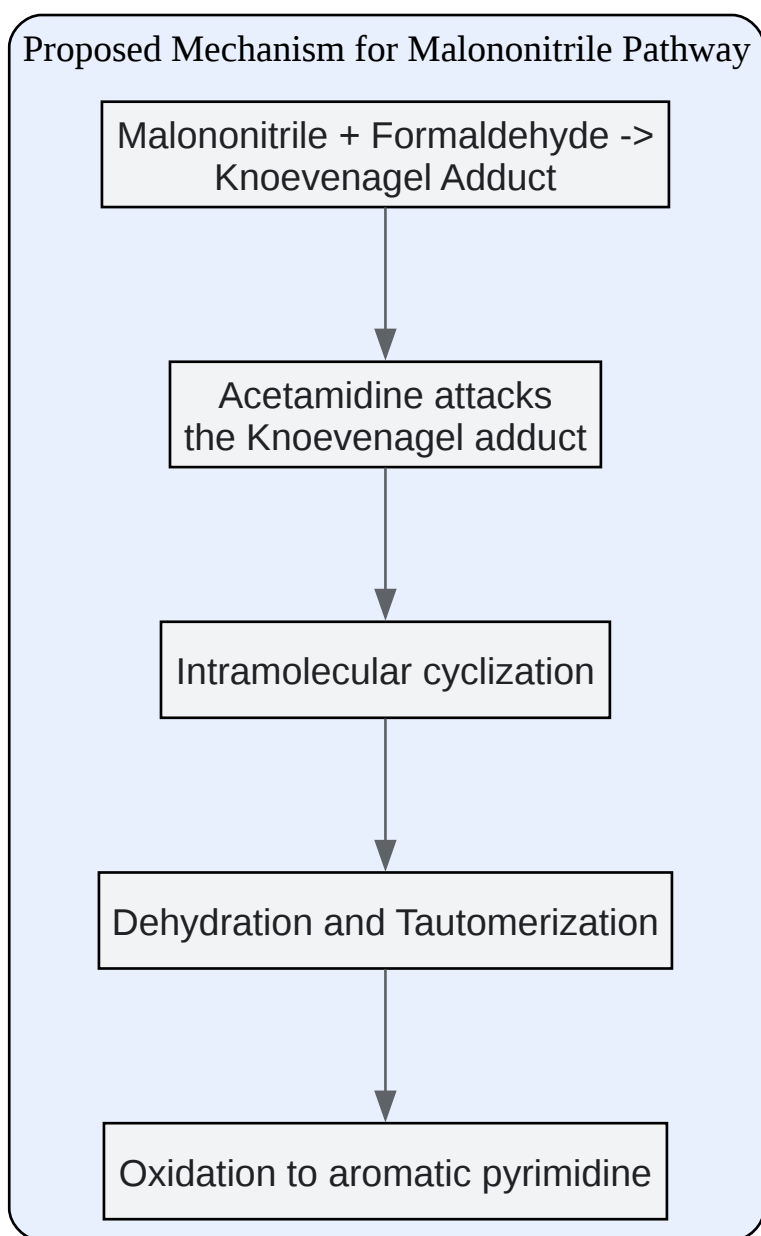 Proposed Mechanism for Malononitrile Pathway
Malononitrile + Formaldehyde ->
Knoevenagel Adduct
Acetamidine attacks
the Knoevenagel adduct
Intramolecular cyclization
Dehydration and Tautomerization
Oxidation to aromatic pyrimidine